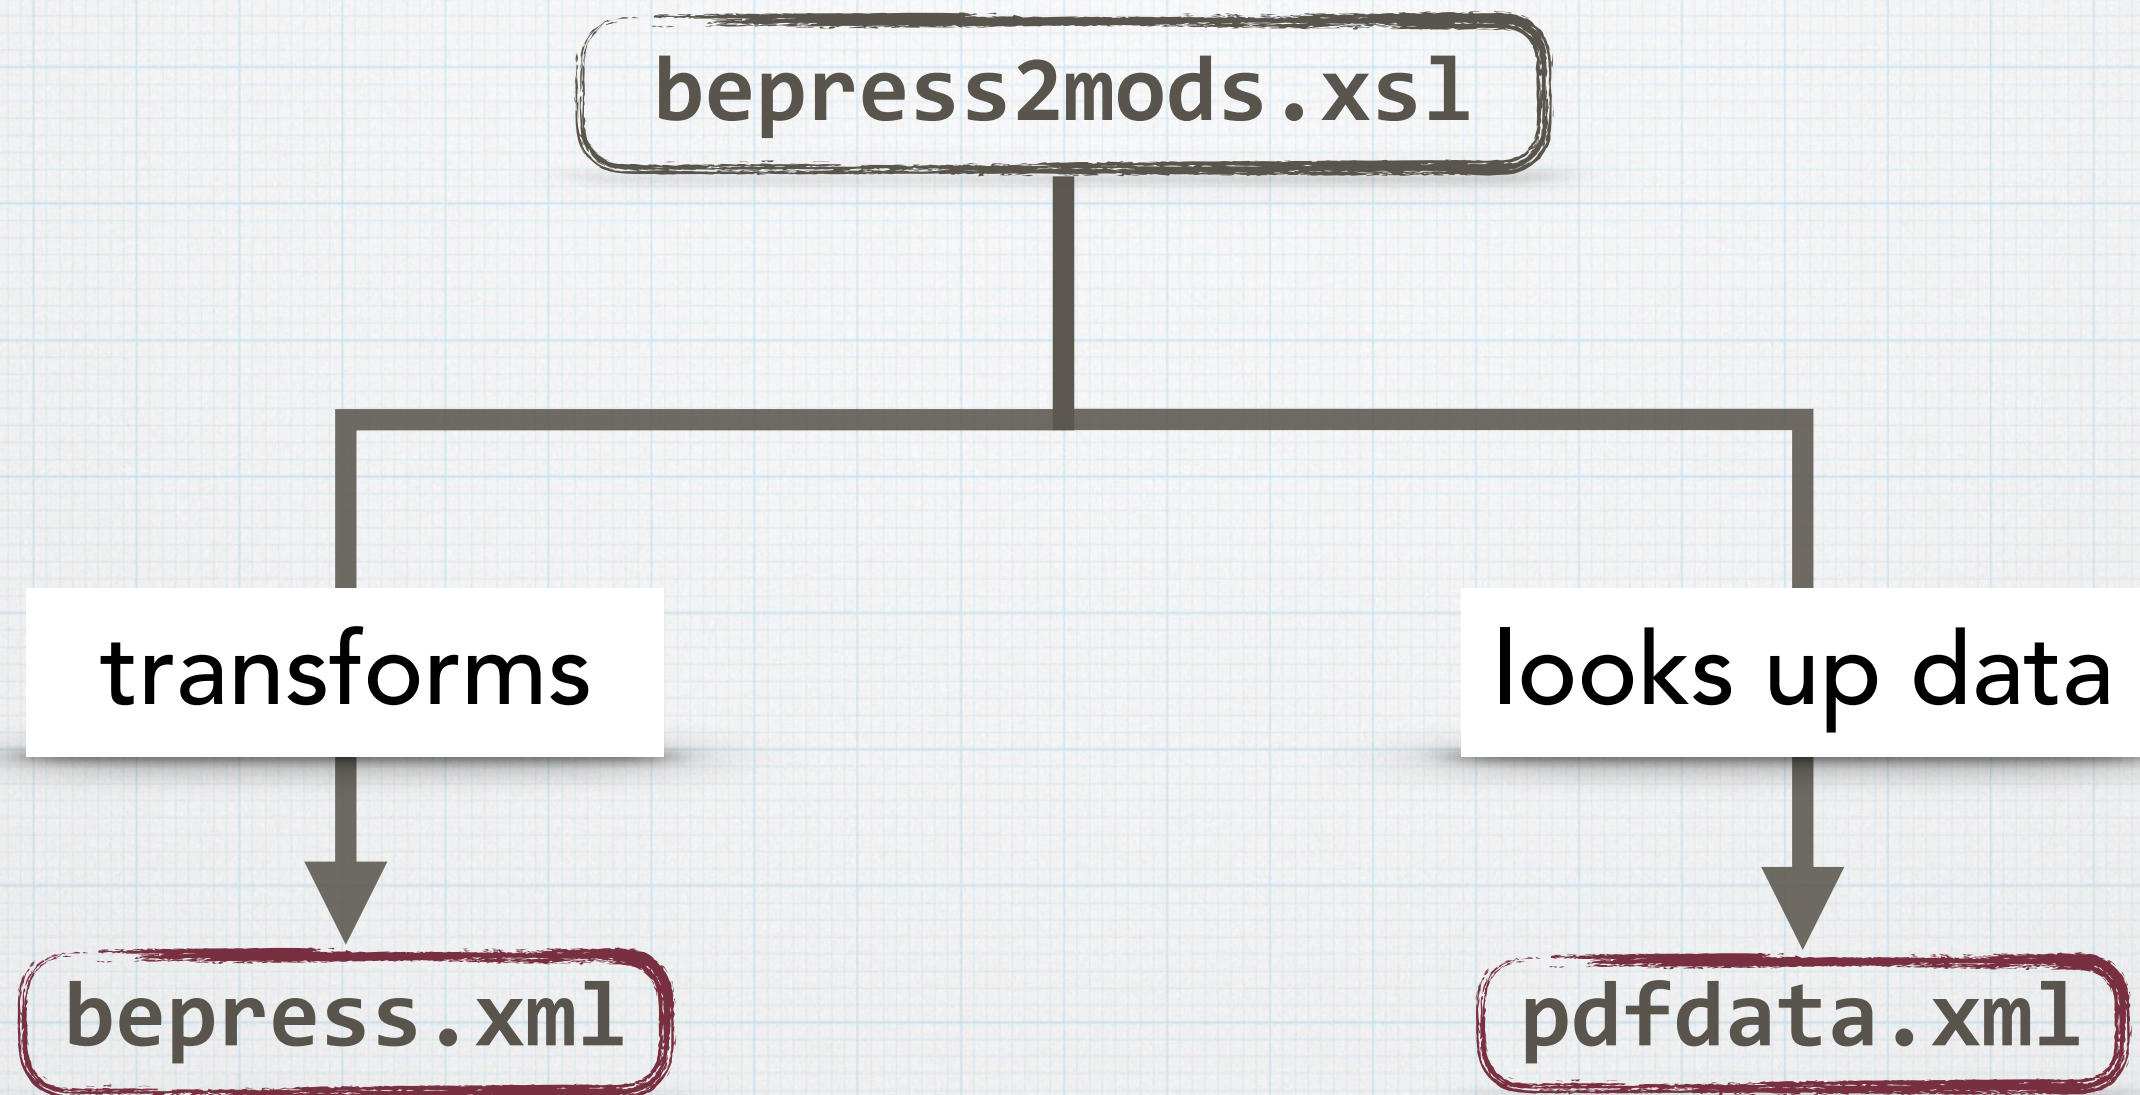 bepress2mods.xsl
transforms
looks up data
bepress.xml
pdfdata.xml